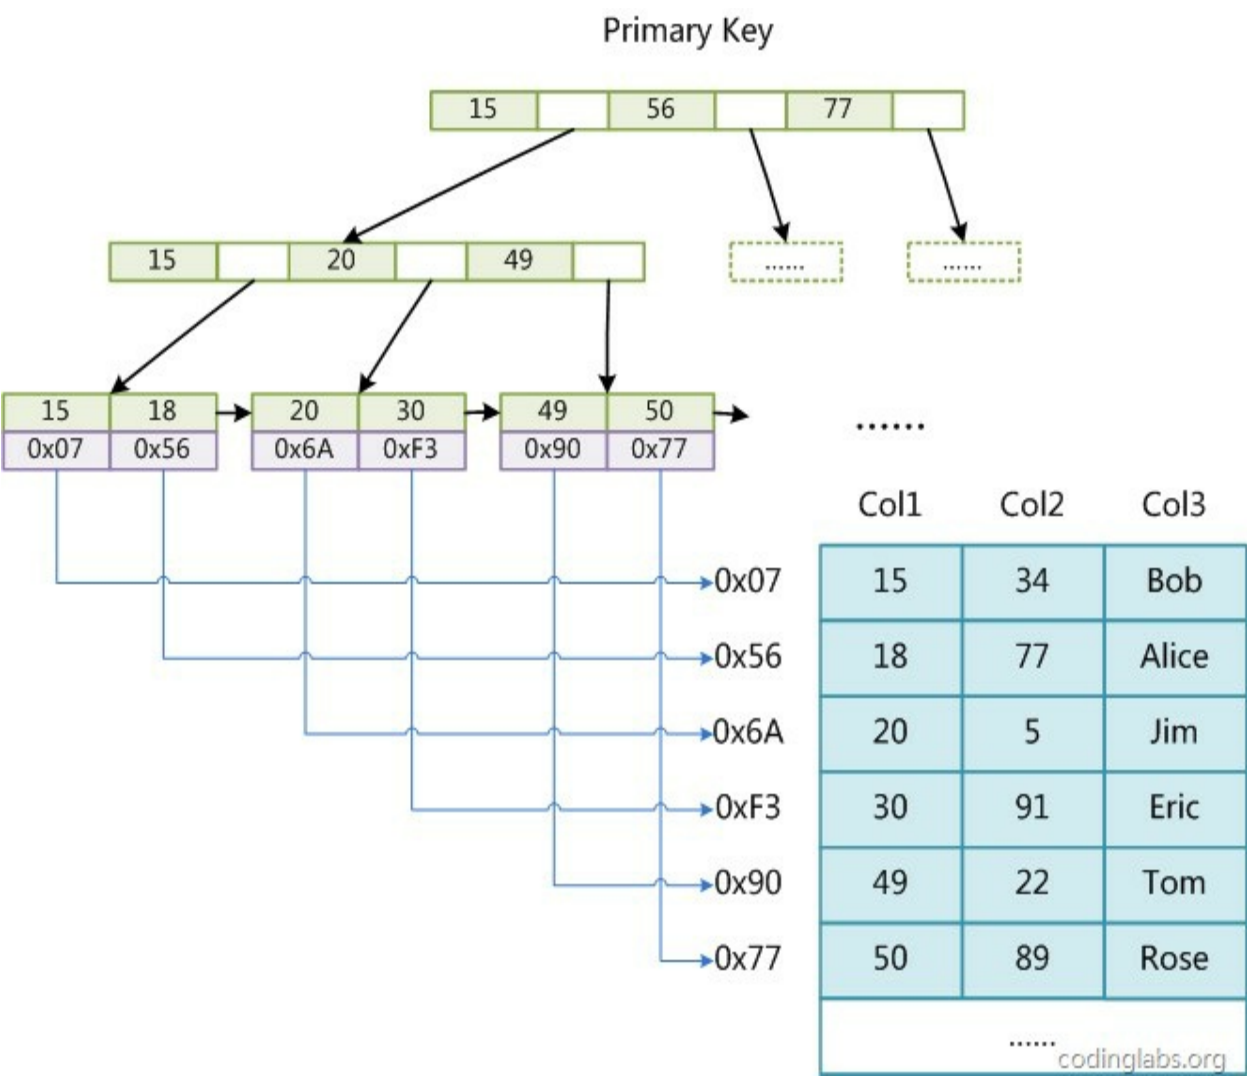 Primary Key
15 56 77
15 20 49 ...... ......
15 18 20 30 49 50
0x07 0x56 0x6A 0xF3 0x90 0x77
......
Col1 Col2 Col3
0x07 15 34 Bob
0x56 18 77 Alice
0x6A 20 5 Jim
0xF3 30 91 Eric
0x90 49 22 Tom
0x77 50 89 Rose
......
codinglabs.org